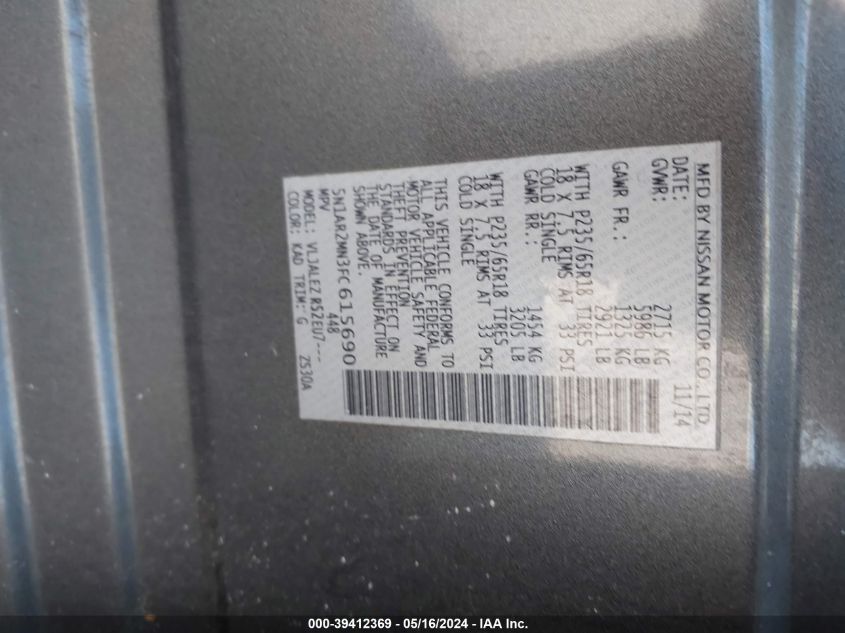 MFD BY NISSAN MOTOR CO., LTD.
DATE: 11/14
GVWR: 2715 KG
5986 LB
GAWR FR.: 1325 KG
2921 LB
WITH P235/65R18 TIRES
18 X 7.5 RIMS AT 33 PSI
COLD SINGLE
GAWR RR.: 1454 KG
3205 LB
WITH P235/65R18 TIRES
18 X 7.5 RIMS AT 33 PSI
COLD SINGLE
THIS VEHICLE CONFORMS TO
ALL APPLICABLE FEDERAL
MOTOR VEHICLE SAFETY AND
THEFT PREVENTION
STANDARDS IN EFFECT ON
THE DATE OF MANUFACTURE
SHOWN ABOVE.
5N1AR2MN3FC615690
MPV 448
MODEL: VLJALEZ R52EU7---
COLOR: KAD TRIM: G ZS30A
000-39412369 - 05/16/2024 - IAA Inc.